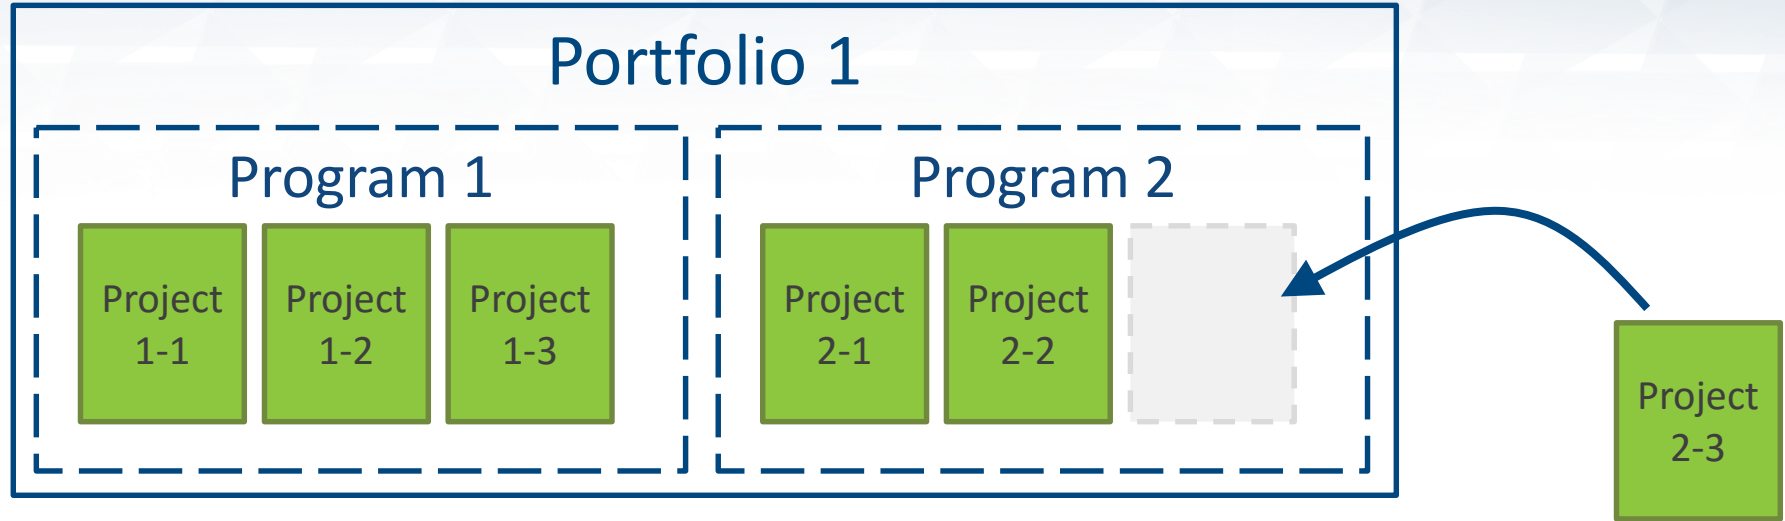 Portfolio 1
Program 1
Project
1-1
Project
1-2
Project
1-3
Program 2
Project
2-1
Project
2-2
Project
2-3